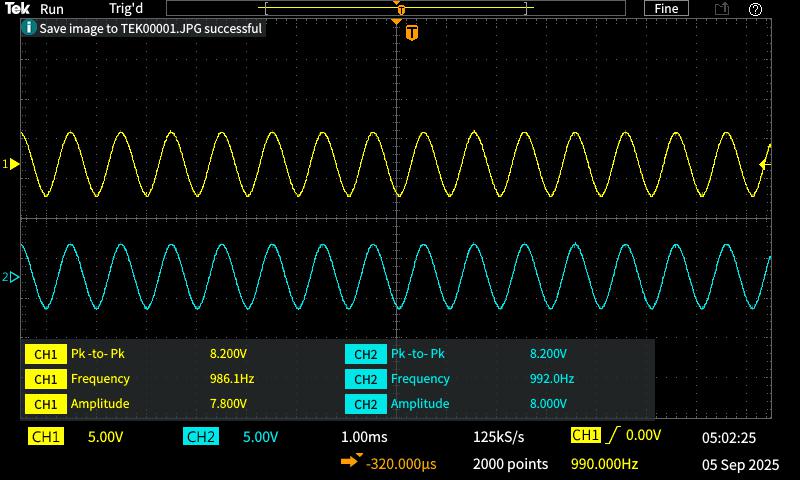 Tek Run Trig'd Fine
Save image to TEK00001.JPG successful
T
1
2
CH1 Pk -to- Pk 8.200V CH2 Pk -to- Pk 8.200V
CH1 Frequency 986.1Hz CH2 Frequency 992.0Hz
CH1 Amplitude 7.800V CH2 Amplitude 8.000V
CH1 5.00V CH2 5.00V 1.00ms 125kS/s CH1 0.00V 05:02:25
-320.000µs 2000 points 990.000Hz 05 Sep 2025